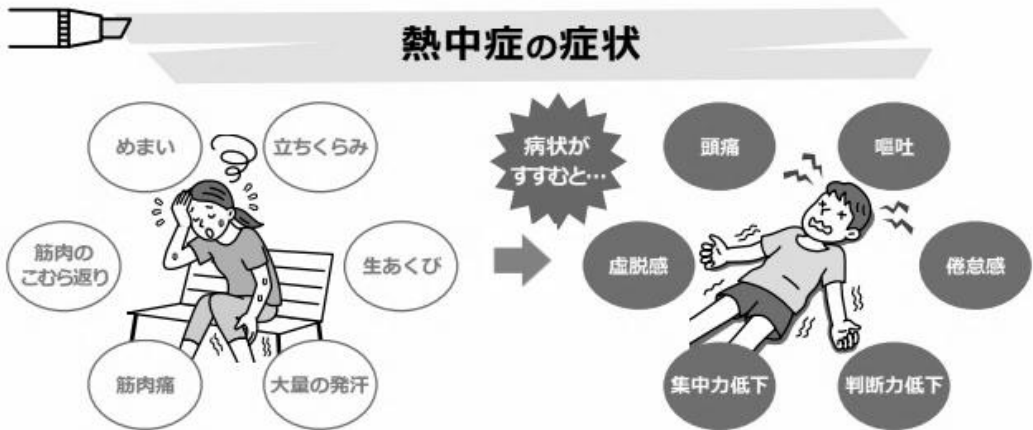 熱中症の症状
めまい
立ちくらみ
筋肉の
こむら返り
生あくび
筋肉痛
大量の発汗
病状が
すすむと…
頭痛
嘔吐
虚脱感
倦怠感
集中力低下
判断力低下